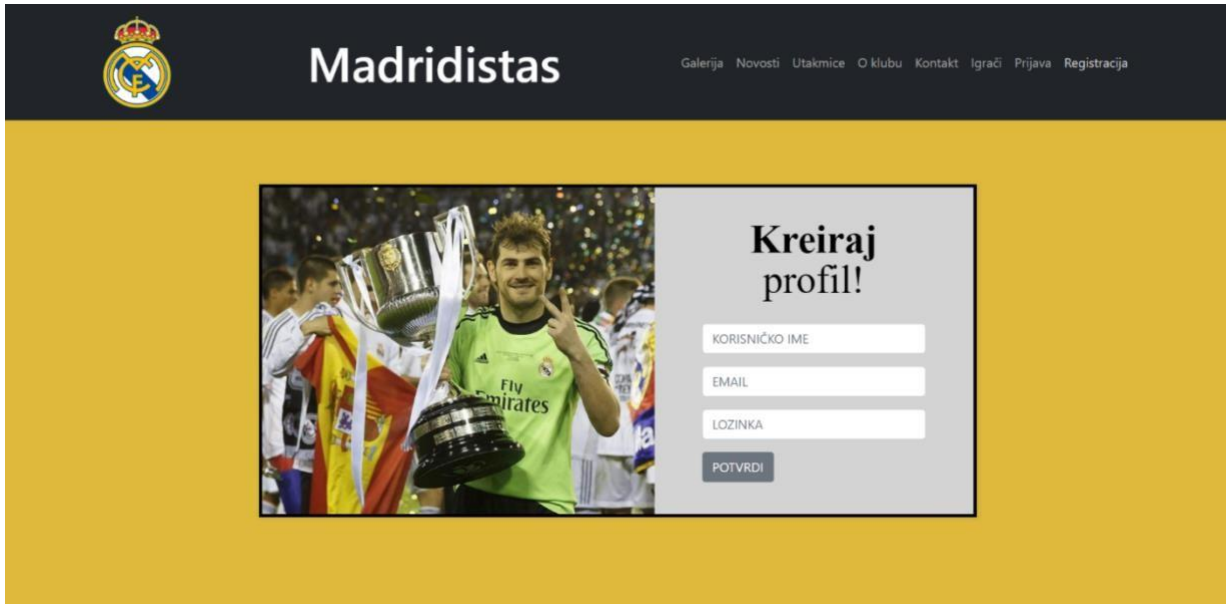 Madridistas
Galerija Novosti Utakmice O klubu Kontakt Igrači Prijava Registracija
Kreiraj
profil!
KORISNIČKO IME
EMAIL
LOZINKA
POTVRDI
Fly
Emirates